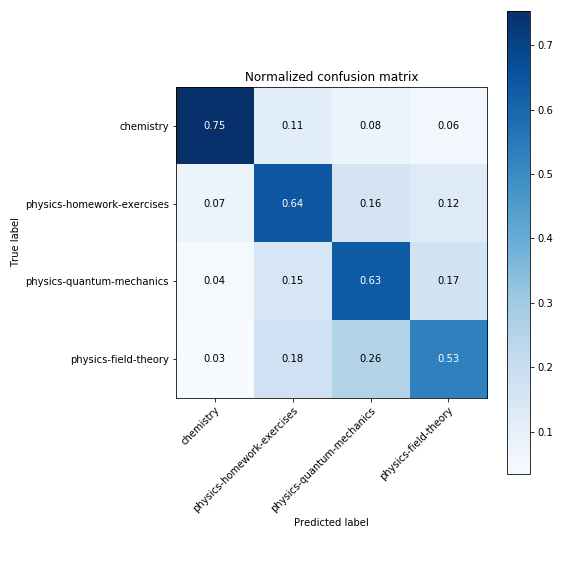 Normalized confusion matrix
True label
chemistry 0.75 0.11 0.08 0.06
physics-homework-exercises 0.07 0.64 0.16 0.12
physics-quantum-mechanics 0.04 0.15 0.63 0.17
physics-field-theory 0.03 0.18 0.26 0.53
chemistry
physics-homework-exercises
physics-quantum-mechanics
physics-field-theory
Predicted label
0.7
0.6
0.5
0.4
0.3
0.2
0.1